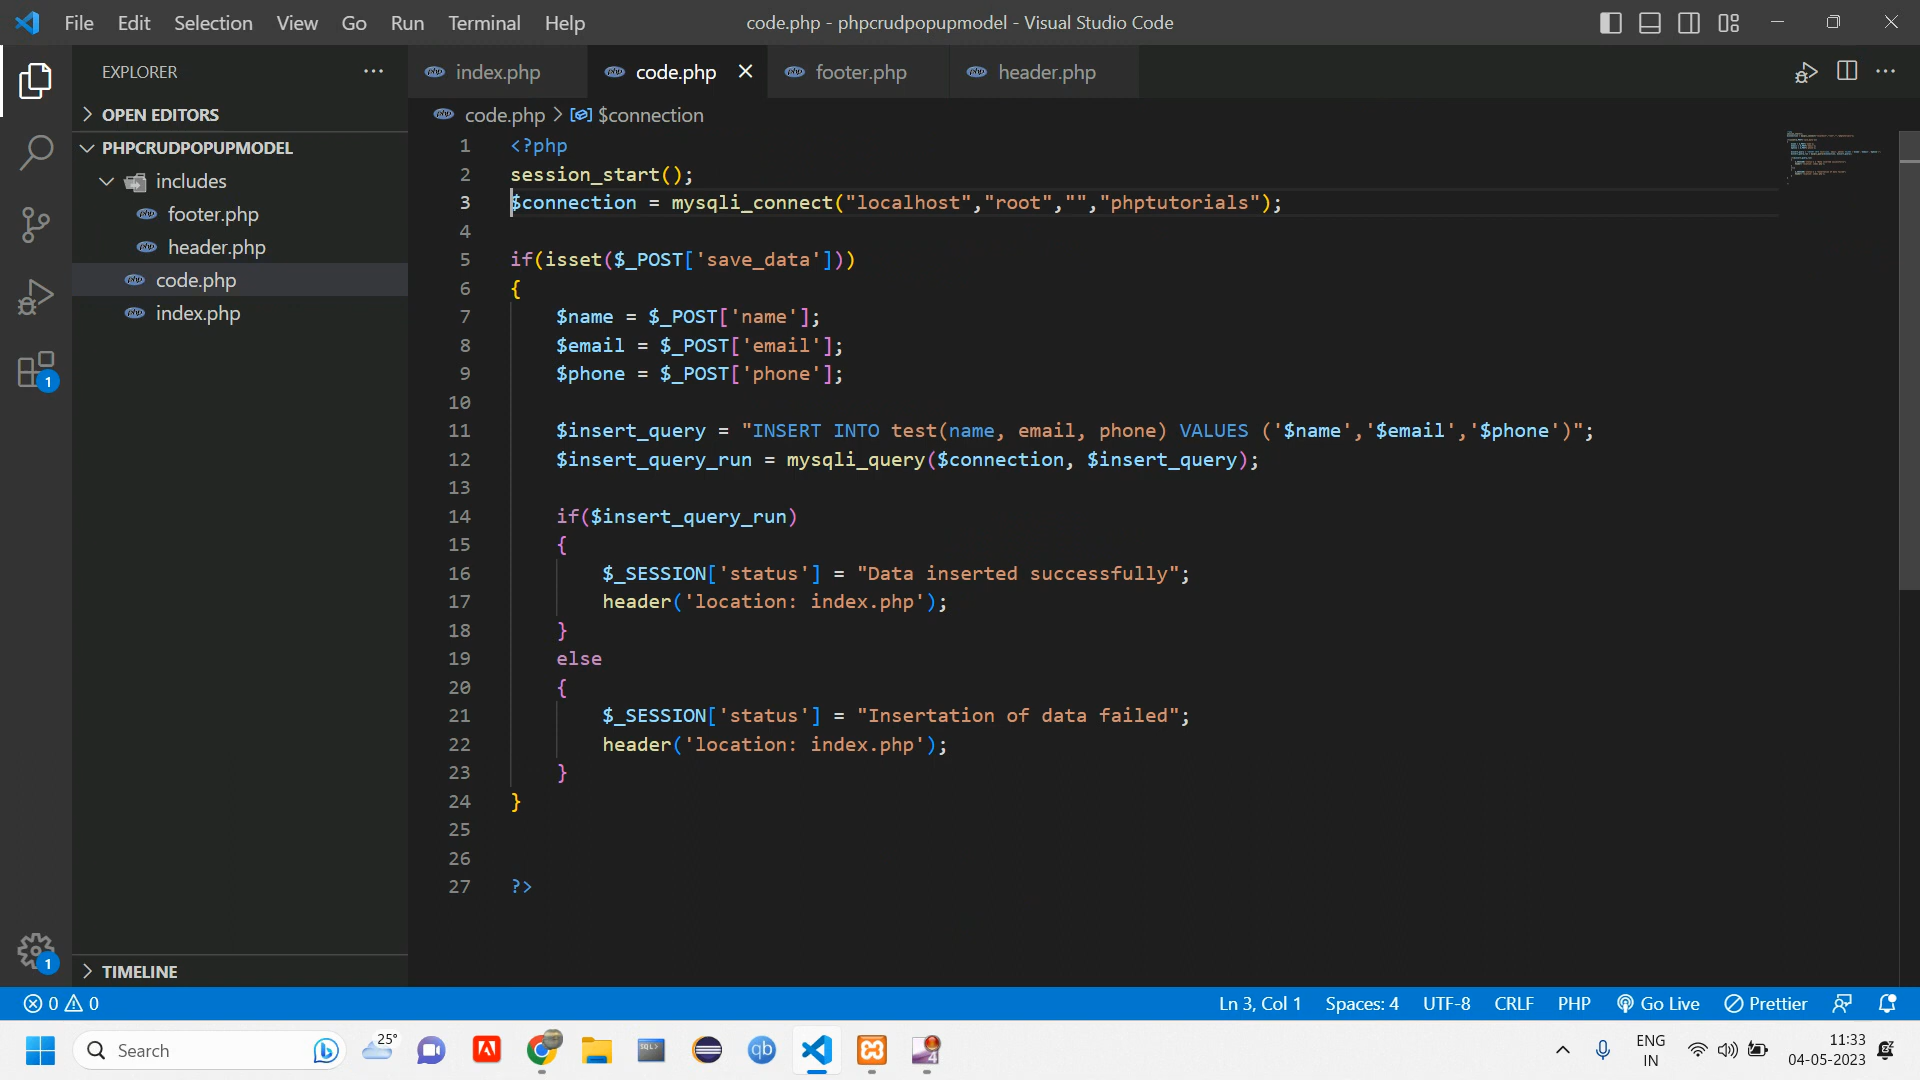 File Edit Selection View Go Run Terminal Help
code.php - phpcrudpopupmodel - Visual Studio Code
EXPLORER
OPEN EDITORS
PHPCRUDPOPUPMODEL
includes
footer.php
header.php
code.php
index.php
TIMELINE
index.php code.php footer.php header.php
code.php > $connection
1 <?php
2 session_start();
3 $connection = mysqli_connect("localhost","root","","phptutorials");
4
5 if(isset($_POST['save_data']))
6 {
7 $name = $_POST['name'];
8 $email = $_POST['email'];
9 $phone = $_POST['phone'];
10
11 $insert_query = "INSERT INTO test(name, email, phone) VALUES ('$name','$email','$phone')";
12 $insert_query_run = mysqli_query($connection, $insert_query);
13
14 if($insert_query_run)
15 {
16 $_SESSION['status'] = "Data inserted successfully";
17 header('location: index.php');
18 }
19 else
20 {
21 $_SESSION['status'] = "Insertation of data failed";
22 header('location: index.php');
23 }
24 }
25
26
27 ?>
1
1
0 0
Ln 3, Col 1 Spaces: 4 UTF-8 CRLF PHP Go Live Prettier
Search
25°
SQL>
qb
4
ENG
IN
11:33
04-05-2023